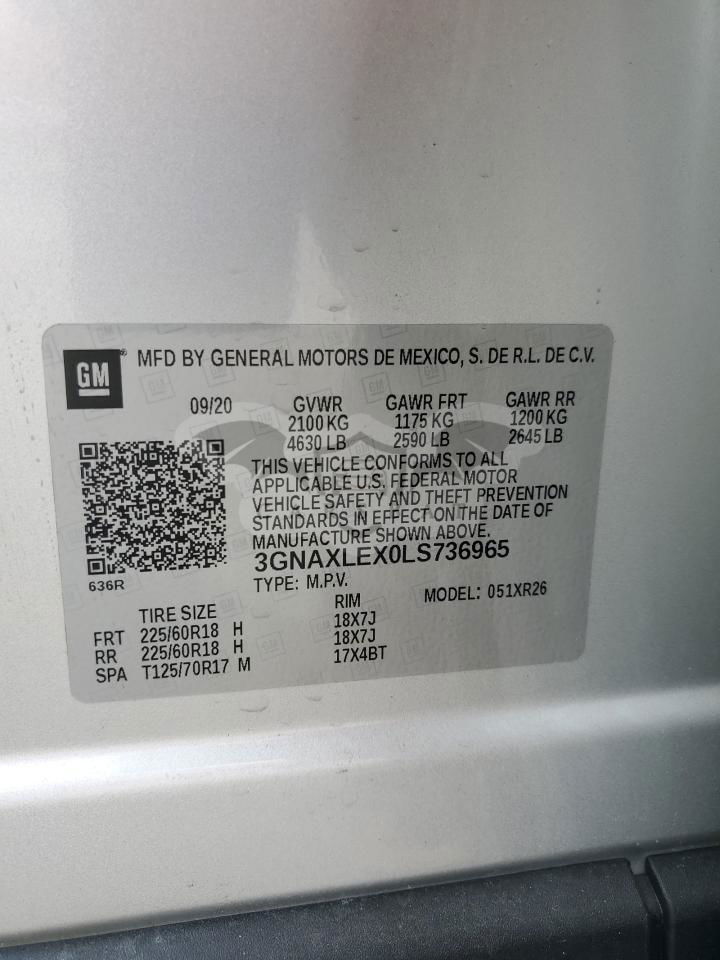 GM
MFD BY GENERAL MOTORS DE MEXICO, S. DE R.L. DE C.V.
09/20 GVWR GAWR FRT GAWR RR
2100 KG 1175 KG 1200 KG
4630 LB 2590 LB 2645 LB
THIS VEHICLE CONFORMS TO ALL
APPLICABLE U.S. FEDERAL MOTOR
VEHICLE SAFETY AND THEFT PREVENTION
STANDARDS IN EFFECT ON THE DATE OF
MANUFACTURE SHOWN ABOVE.
3GNAXLEX0LS736965
636R
TYPE: M.P.V. MODEL: 051XR26
TIRE SIZE RIM
FRT 225/60R18 H 18X7J
RR 225/60R18 H 18X7J
SPA T125/70R17 M 17X4BT